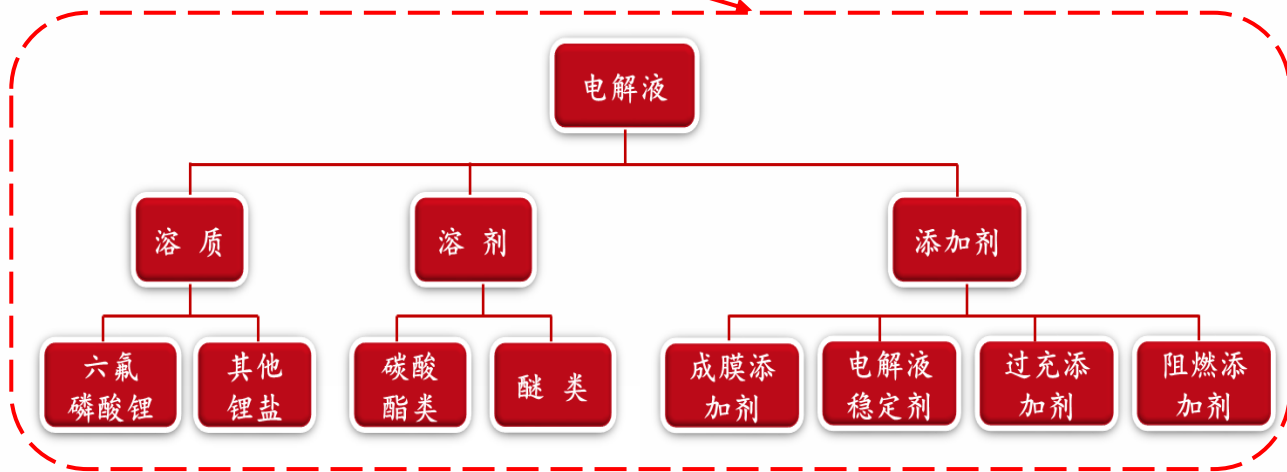 电解液
溶 质
溶 剂
添加剂
六氟
磷酸锂
其他
锂盐
碳酸
酯类
醚 类
成膜添
加剂
电解液
稳定剂
过充添
加剂
阻燃添
加剂